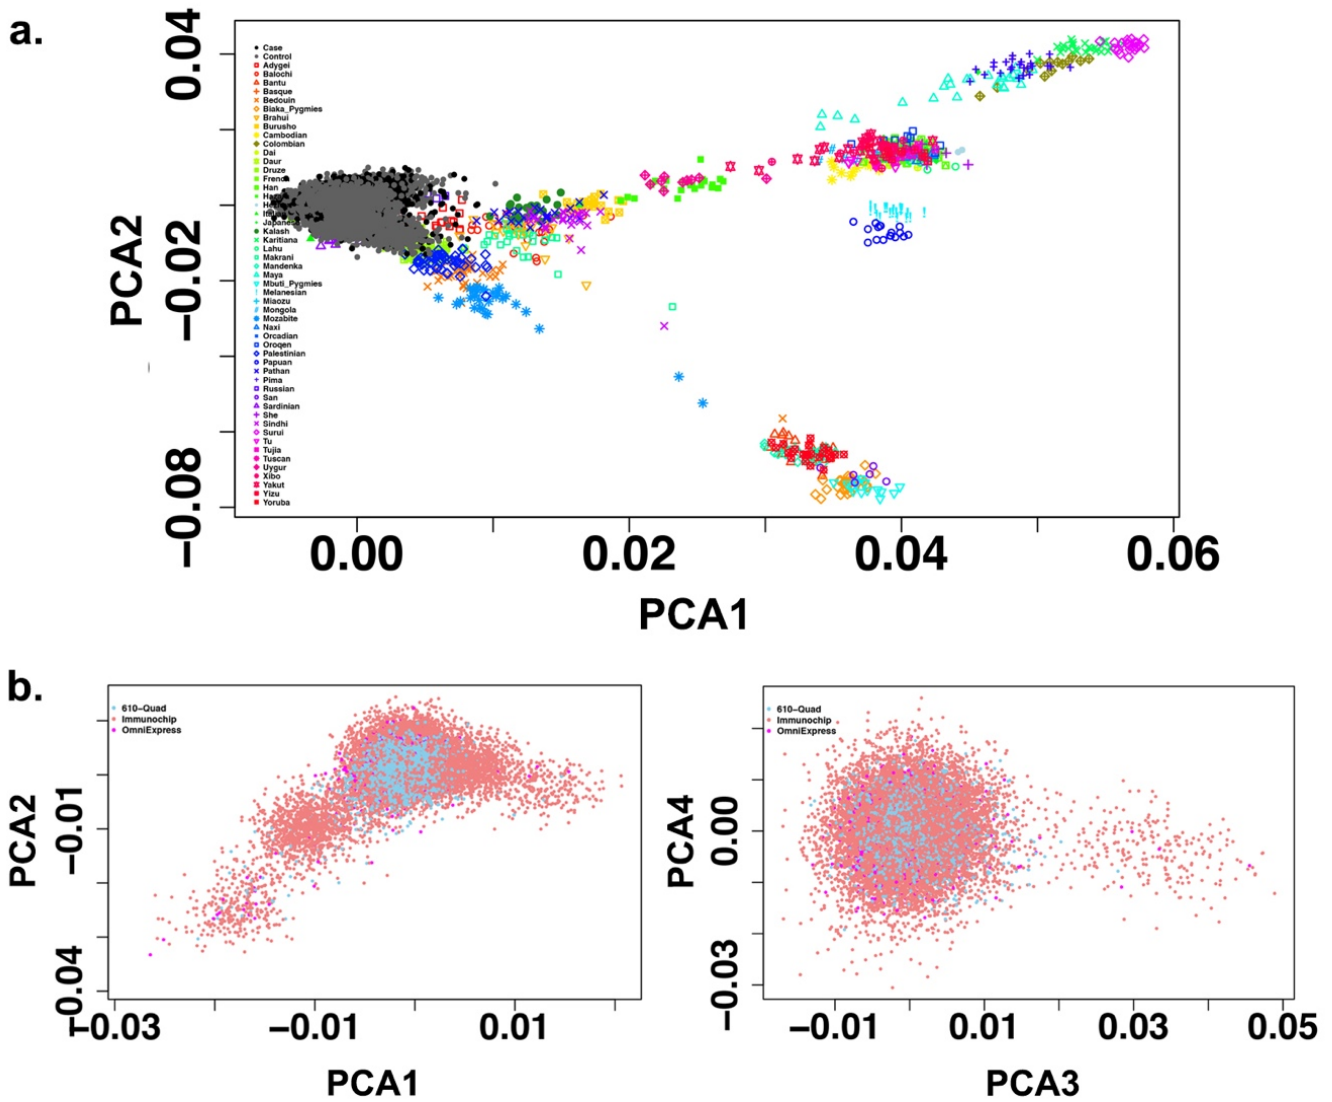 a.
PCA2
0.04
−0.02
−0.08
Case
Control
Adygei
Balochi
Bantu
Basque
Bedouin
Biaka_Pygmies
Brahui
Burusho
Cambodian
Colombian
Dai
Daur
Druze
French
Han
Japanese
Kalash
Karitiana
Lahu
Makrani
Mandenka
Maya
Mbuti_Pygmies
Melanesian
Miaozu
Mongola
Mozabite
Naxi
Orcadian
Oroqen
Palestinian
Papuan
Pathan
Pima
Russian
San
Sardinian
She
Sindhi
Surui
Tu
Tujia
Tuscan
Uygur
Xibo
Yakut
Yizu
Yoruba
0.00 0.02 0.04 0.06
PCA1
b.
PCA2
−0.01
−0.04
610-Quad
Immunochip
OmniExpress
−0.03 −0.01 0.01
PCA1
PCA4
0.00
−0.03
610-Quad
Immunochip
OmniExpress
−0.01 0.01 0.03 0.05
PCA3